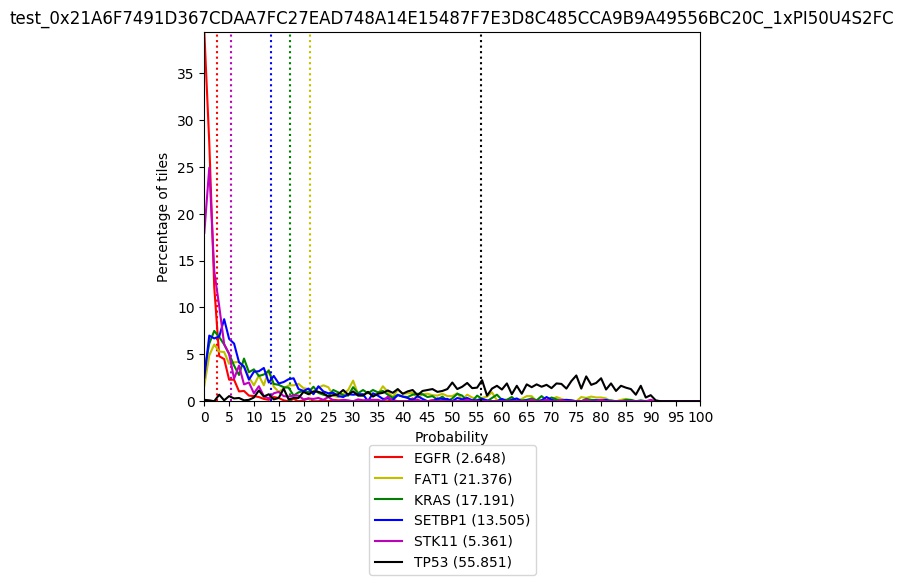 test_0x21A6F7491D367CDAA7FC27EAD748A14E15487F7E3D8C485CCA9B9A49556BC20C_1xPI50U4S2FC
Percentage of tiles
35
30
25
20
15
10
5
0
0 5 10 15 20 25 30 35 40 45 50 55 60 65 70 75 80 85 90 95 100
Probability
EGFR (2.648)
FAT1 (21.376)
KRAS (17.191)
SETBP1 (13.505)
STK11 (5.361)
TP53 (55.851)